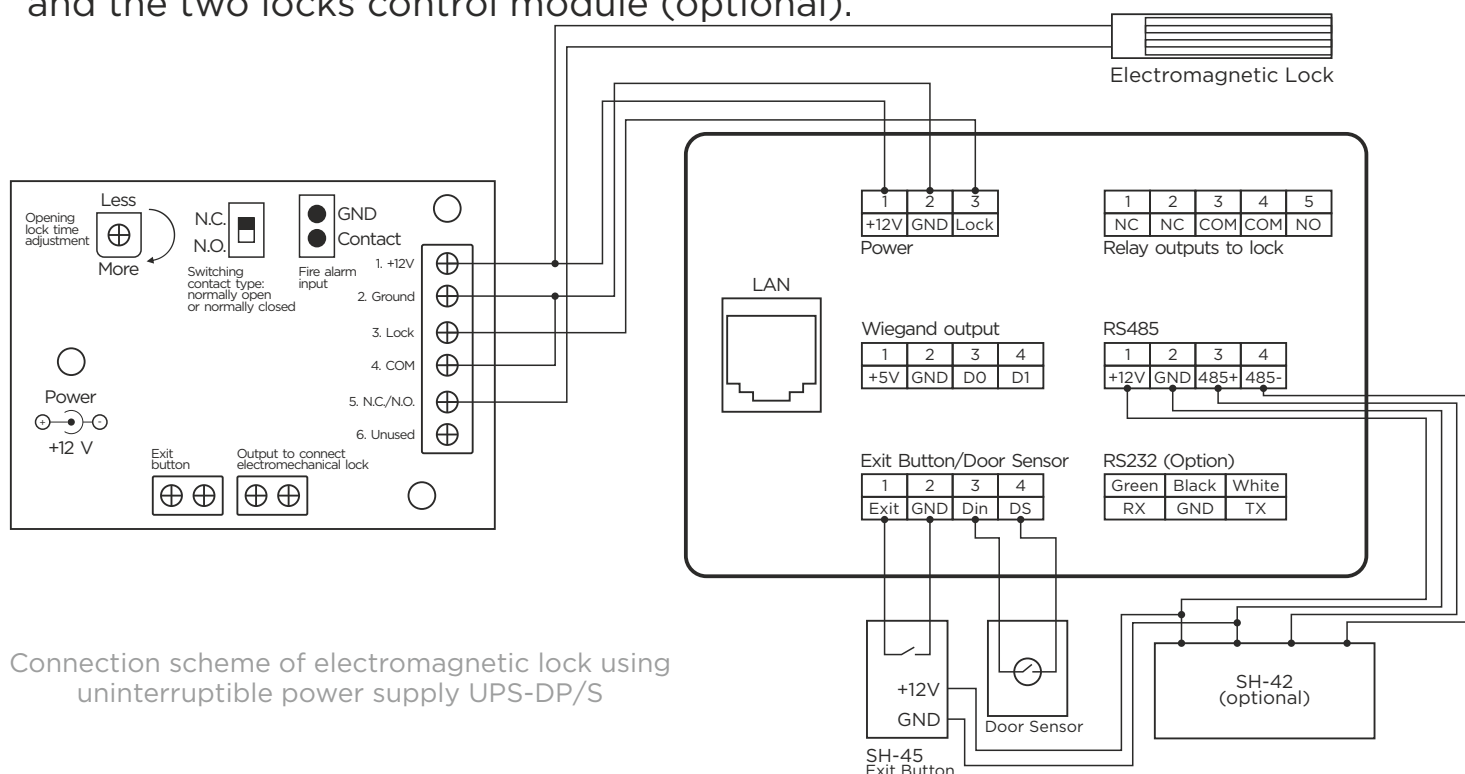 and the two locks control module (optional).
Electromagnetic Lock
Less
Opening
lock time
adjustment
More
N.C.
N.O.
Switching
contact type:
normally open
or normally closed
GND
Contact
Fire alarm
input
1. +12V
2. Ground
3. Lock
4. COM
5. N.C./N.O.
6. Unused
Power
+ -
+12 V
Exit
button
Output to connect
electromechanical lock
1 2 3
+12V GND Lock
Power
1 2 3 4 5
NC NC COM COM NO
Relay outputs to lock
LAN
Wiegand output
1 2 3 4
+5V GND D0 D1
RS485
1 2 3 4
+12V GND 485+ 485-
Exit Button/Door Sensor
1 2 3 4
Exit GND Din DS
RS232 (Option)
Green Black White
RX GND TX
Connection scheme of electromagnetic lock using
uninterruptible power supply UPS-DP/S
+12V
GND
SH-45
Exit Button
Door Sensor
SH-42
(optional)